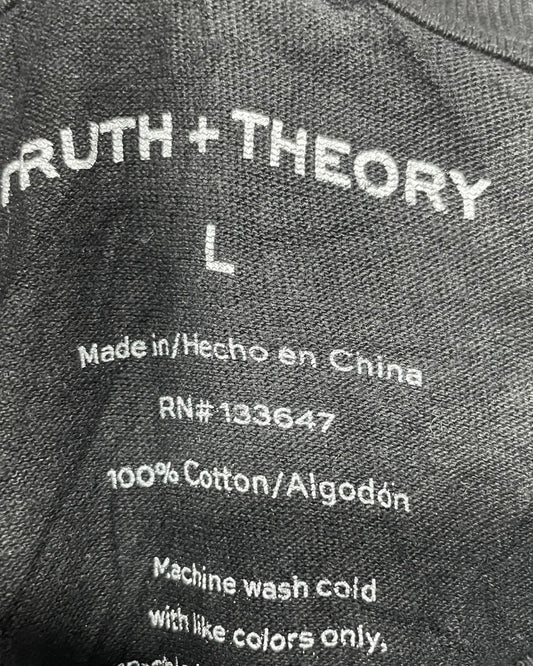 TRUTH + THEORY
L
Made in/Hecho en China
RN# 133647
100% Cotton/Algodón
Machine wash cold
with like colors only,